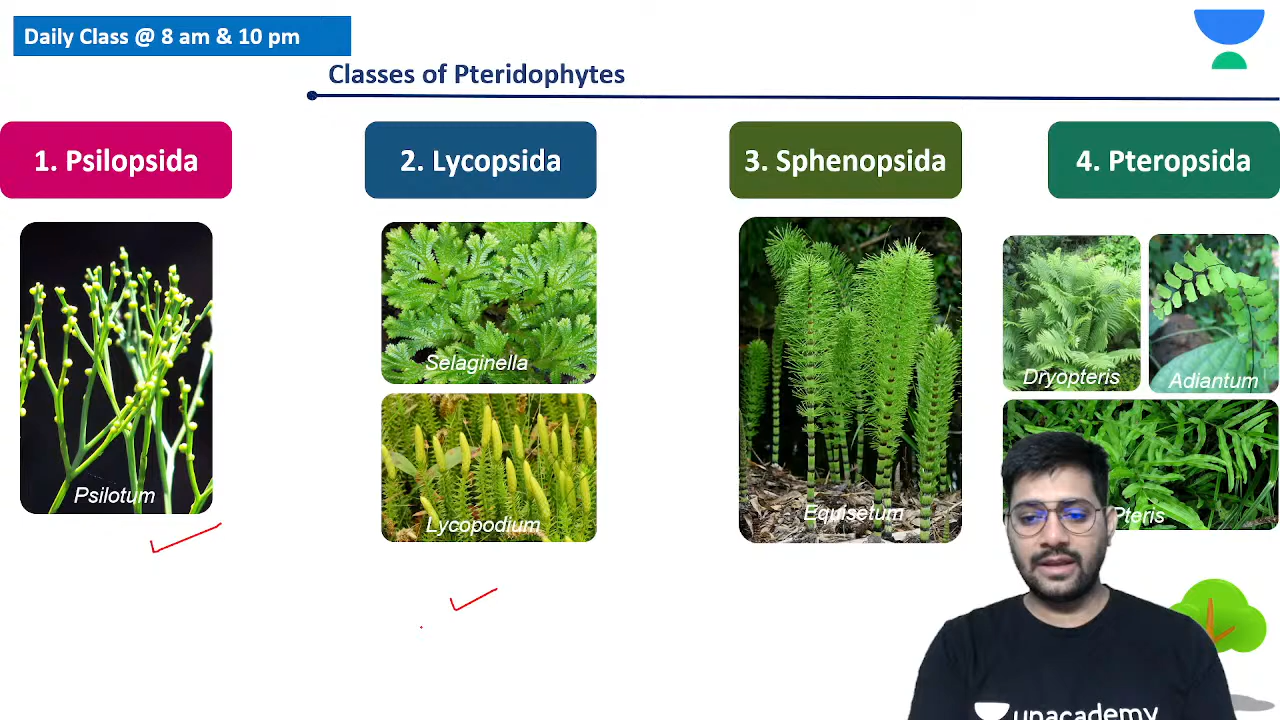 Daily Class @ 8 am & 10 pm
Classes of Pteridophytes
1. Psilopsida
2. Lycopsida
3. Sphenopsida
4. Pteropsida
Psilotum
Selaginella
Lycopodium
Equisetum
Dryopteris
Adiantum
Pteris
unacademy